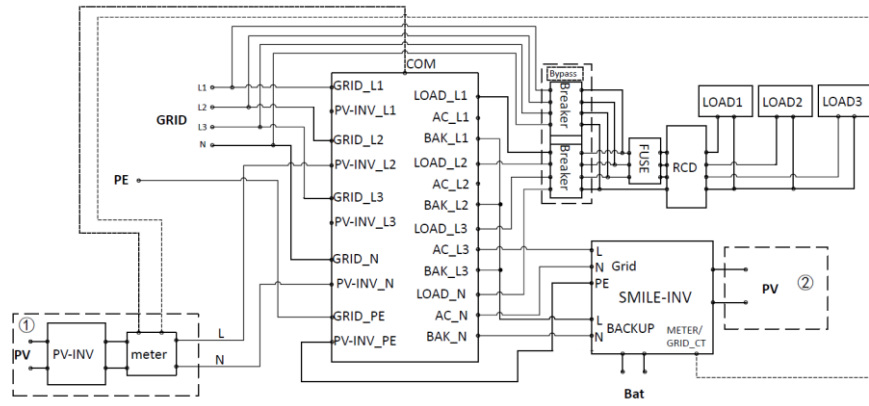 COM
L1
L2
L3
N
GRID
PE
GRID_L1
PV-INV_L1
GRID_L2
PV-INV_L2
GRID_L3
PV-INV_L3
GRID_N
PV-INV_N
GRID_PE
PV-INV_PE
LOAD_L1
AC_L1
BAK_L1
LOAD_L2
AC_L2
BAK_L2
LOAD_L3
AC_L3
BAK_L3
LOAD_N
AC_N
BAK_N
Bypass
Breaker
Breaker
FUSE
RCD
LOAD1
LOAD2
LOAD3
①
PV
PV-INV
meter
L
N
L
N
Grid
PE
SMILE-INV
L
BACKUP
N
METER/
GRID_CT
Bat
PV
②